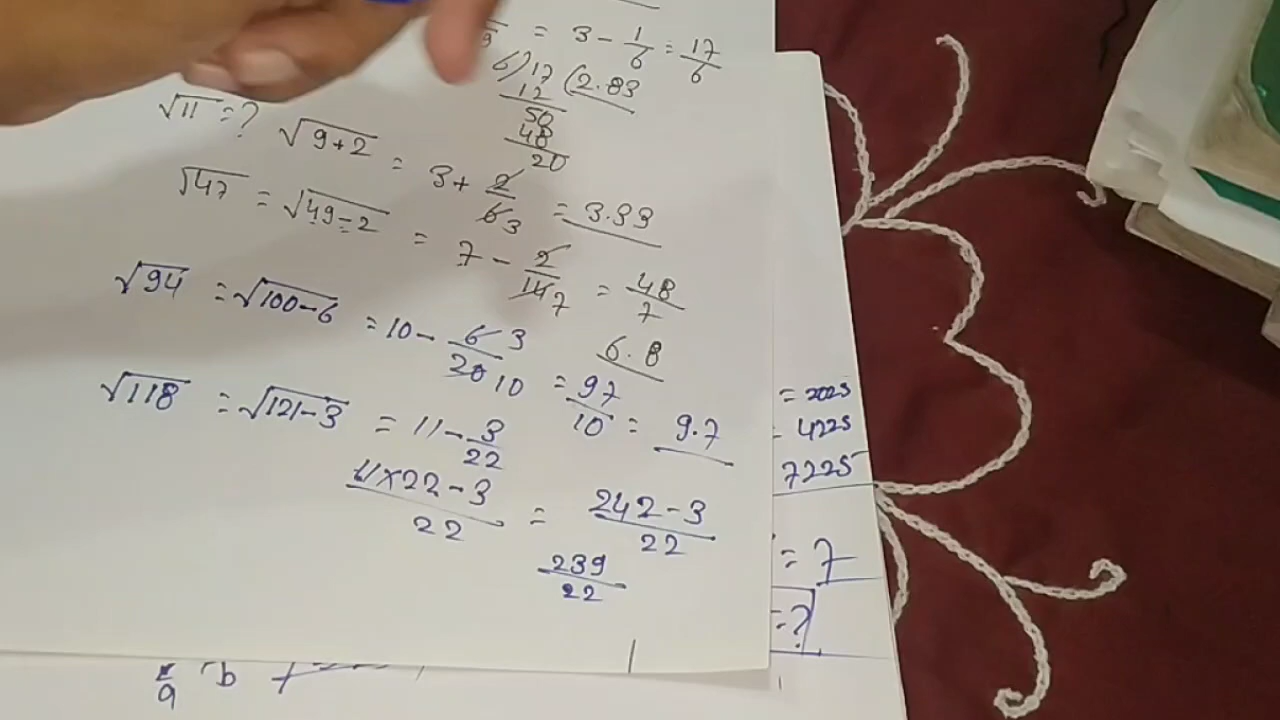 = 3 - 1/6 = 17/6
6)17(2.83
12
50
48
20
√11 = ? √9+2 = 3 + 2/6 3 = 3.33
√47 = √49-2 = 7 - 2/14 7 = 48/7
6.8
√94 = √100-6 = 10 - 6 3/20 10 = 97/10 = 9.7
√118 = √121-3 = 11 - 3/22
11×22-3/22 = 242-3/22
239/22
= 2025
= 4225
7225
= 7
= ?